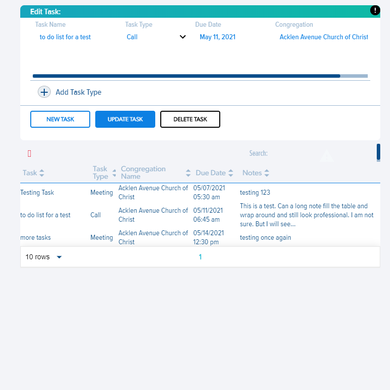 Edit Task:
!
Task Name Task Type Due Date Congregation
to do list for a test Call May 11, 2021 Acklen Avenue Church of Christ
+ Add Task Type
NEW TASK UPDATE TASK DELETE TASK
Search:
Task Task Type Congregation Name Due Date Notes
Testing Task Meeting Acklen Avenue Church of Christ 05/07/2021 05:30 am testing 123
to do list for a test Call Acklen Avenue Church of Christ 05/11/2021 06:45 am This is a test. Can a long note fill the table and wrap around and still look professional. I am not sure. But I will see...
more tasks Meeting Acklen Avenue Church of Christ 05/14/2021 12:30 pm testing once again
10 rows 1